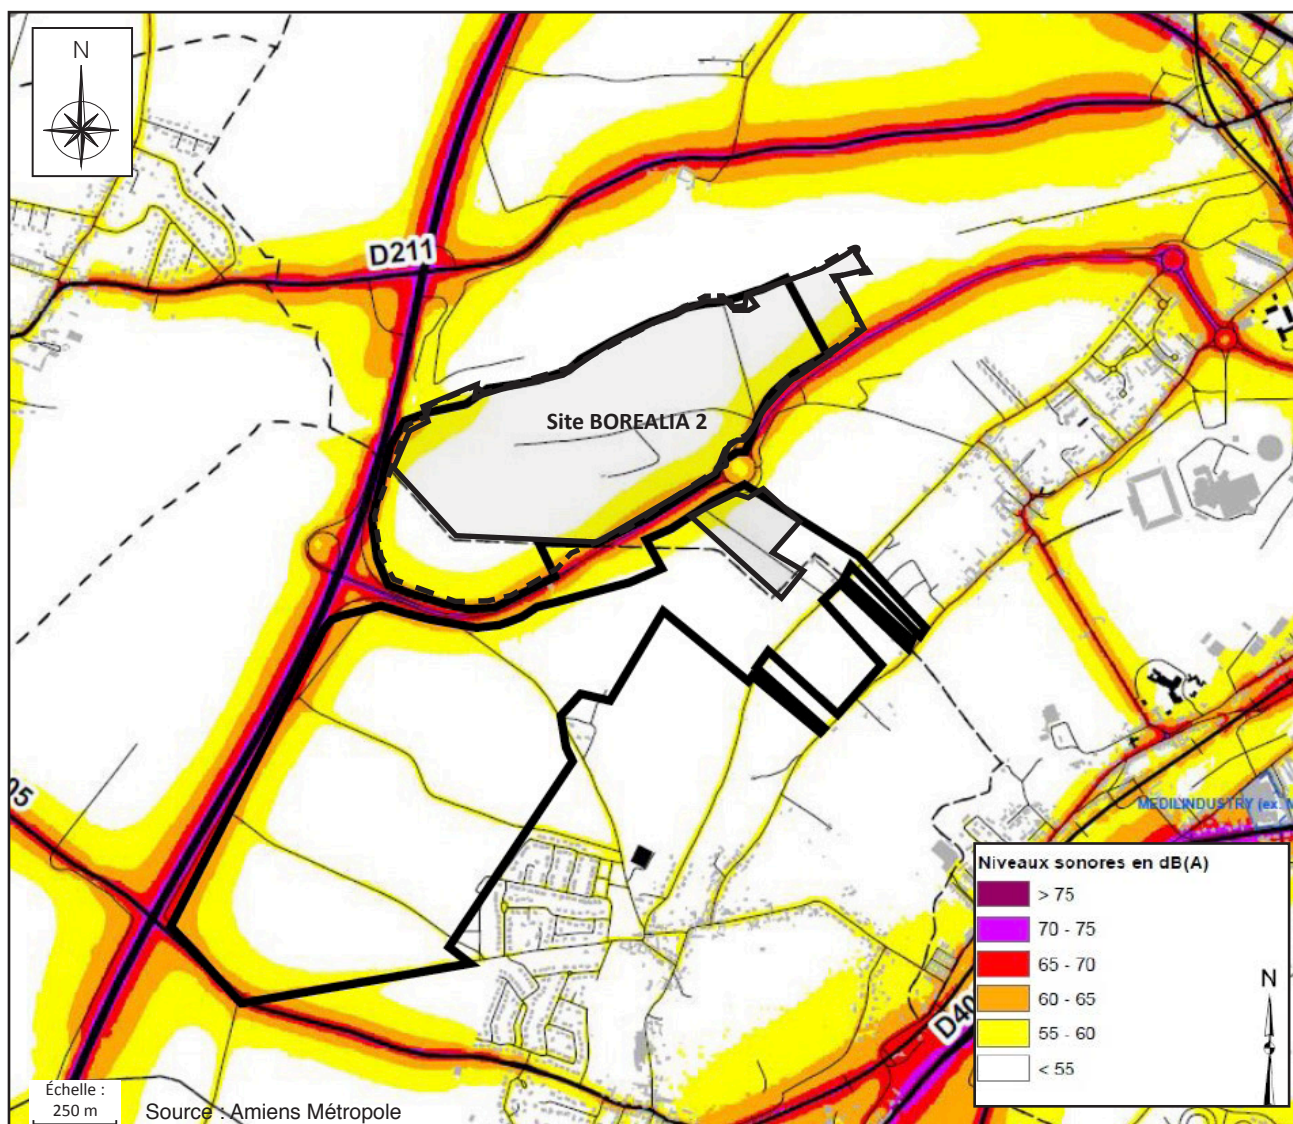 N
D211
Site BOREALIA 2
05
MEDILINDUSTRY (ex. M
D40
Niveaux sonores en dB(A)
> 75
70 - 75
65 - 70
60 - 65
55 - 60
< 55
N
Échelle :
250 m
Source : Amiens Métropole